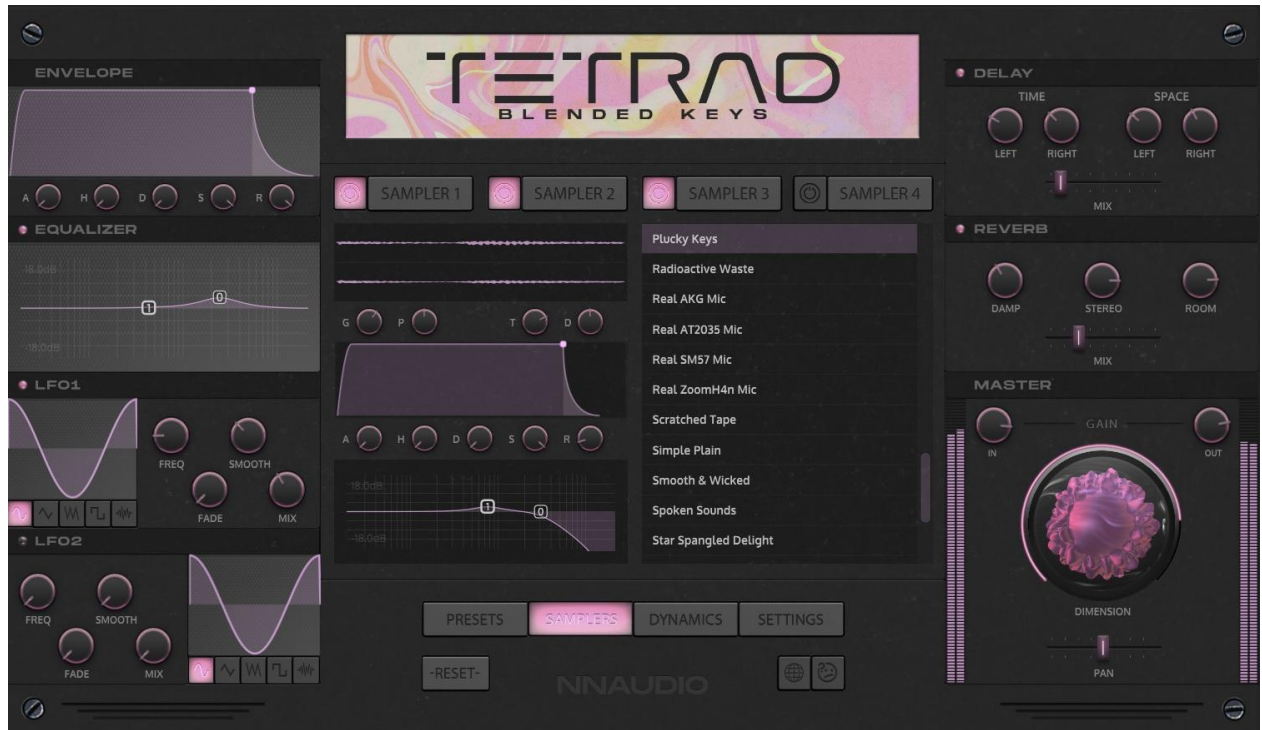 TETRAD
BLENDED KEYS
ENVELOPE
A H D S R
EQUALIZER
18.0dB
1 0
-18.0dB
LFO1
FREQ SMOOTH
FADE MIX
LFO2
FREQ SMOOTH
FADE MIX
SAMPLER 1 SAMPLER 2 SAMPLER 3 SAMPLER 4
G P T D
A H D S R
18.0dB
1 0
-18.0dB
Plucky Keys
Radioactive Waste
Real AKG Mic
Real AT2035 Mic
Real SM57 Mic
Real ZoomH4n Mic
Scratched Tape
Simple Plain
Smooth & Wicked
Spoken Sounds
Star Spangled Delight
PRESETS SAMPLERS DYNAMICS SETTINGS
-RESET-
NNAUDIO
DELAY
TIME SPACE
LEFT RIGHT LEFT RIGHT
MIX
REVERB
DAMP STEREO ROOM
MIX
MASTER
GAIN
IN OUT
DIMENSION
PAN